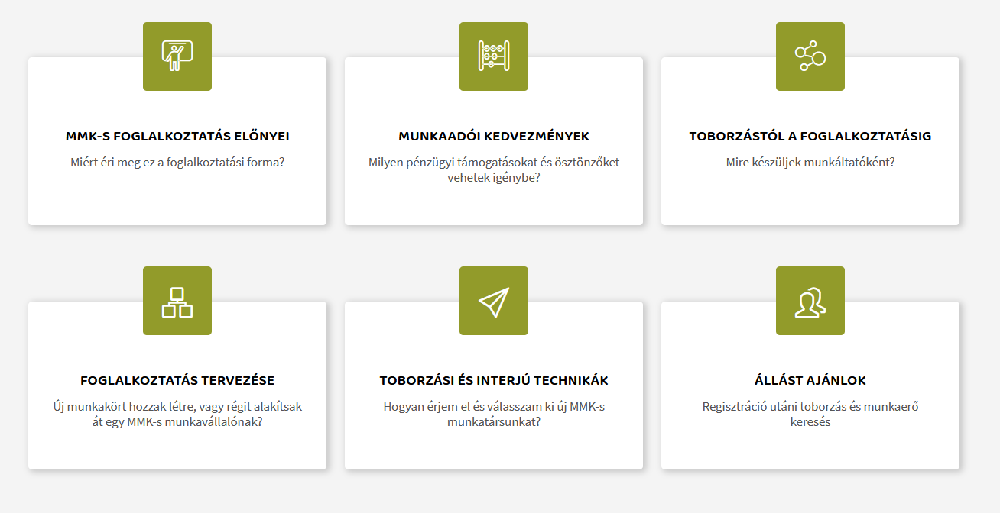 MMK-S FOGLALKOZTATÁS ELŐNYEI
Miért éri meg ez a foglalkoztatási forma?
MUNKAADÓI KEDVEZMÉNYEK
Milyen pénzügyi támogatásokat és ösztönzőket
vehetek igénybe?
TOBORZÁSTÓL A FOGLALKOZTATÁSIG
Mire készüljek munkáltatóként?
FOGLALKOZTATÁS TERVEZÉSE
Új munkakört hozzak létre, vagy régit alakítsak
át egy MMK-s munkavállalónak?
TOBORZÁSI ÉS INTERJÚ TECHNIKÁK
Hogyan érjem el és válasszam ki új MMK-s
munkatársunkat?
ÁLLÁST AJÁNLOK
Regisztráció utáni toborzás és munkaerő
keresés